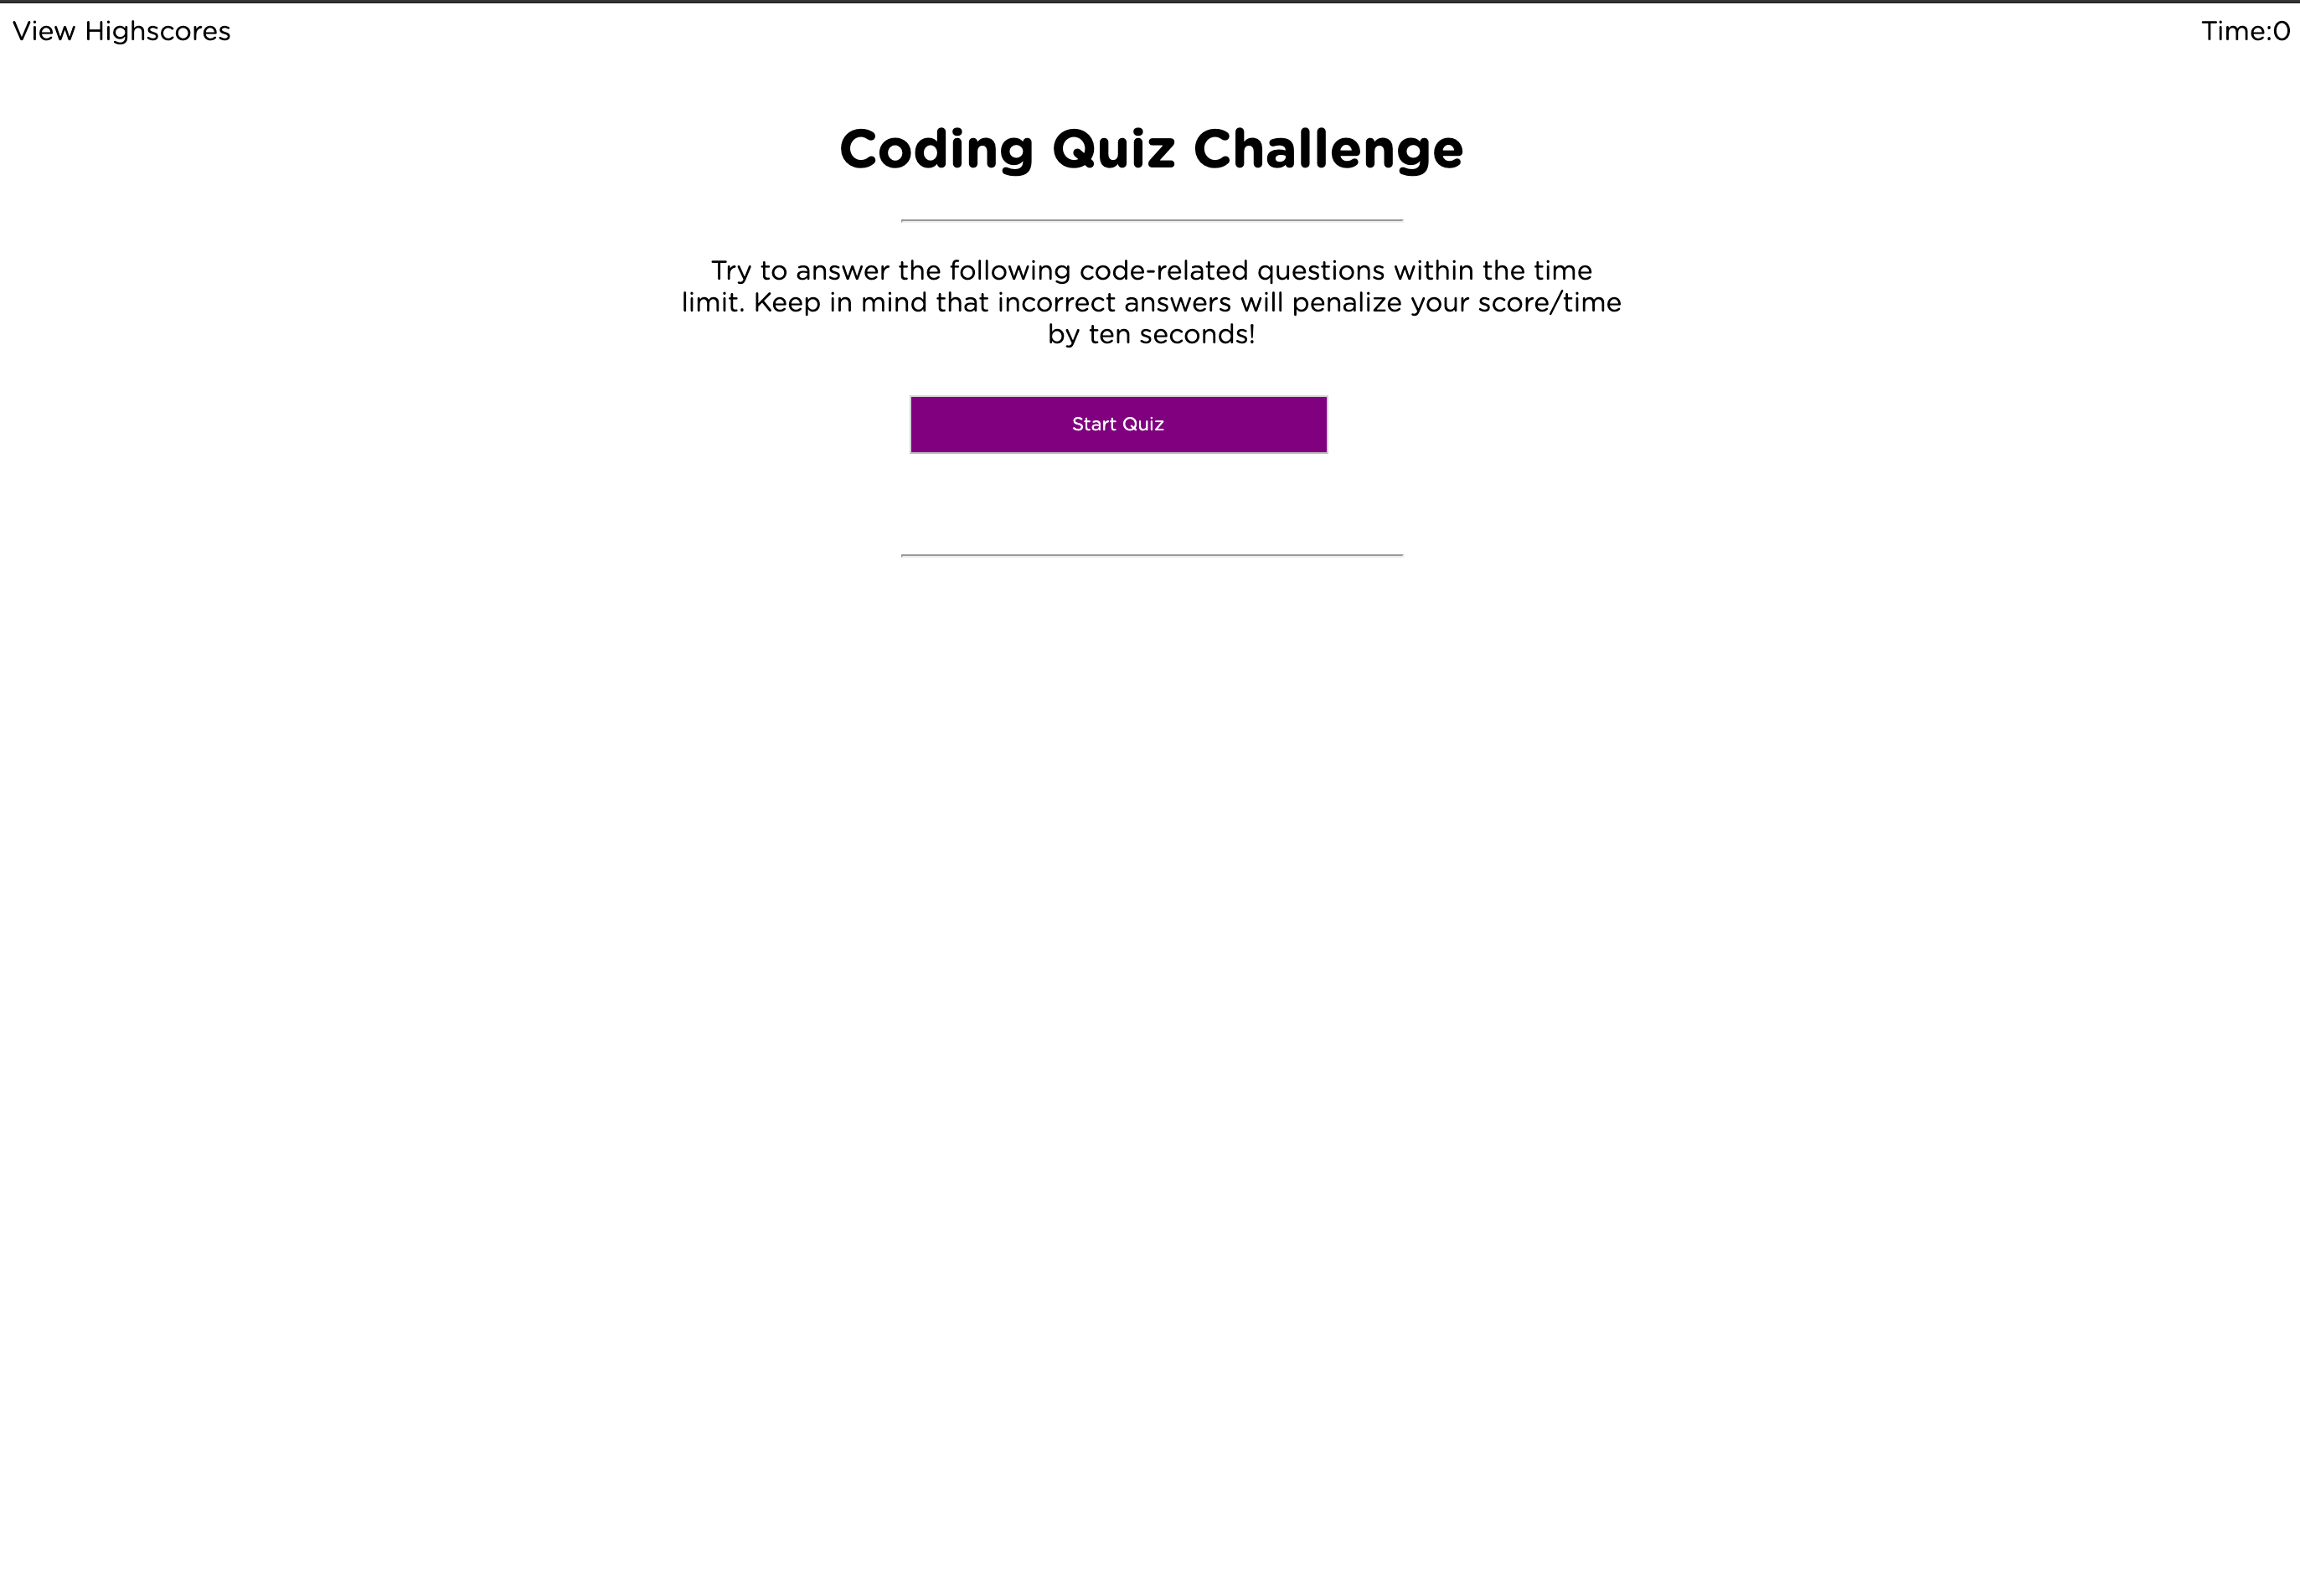 View Highscores
Time:0
Coding Quiz Challenge
Try to answer the following code-related questions within the time
limit. Keep in mind that incorrect answers will penalize your score/time
by ten seconds!
Start Quiz